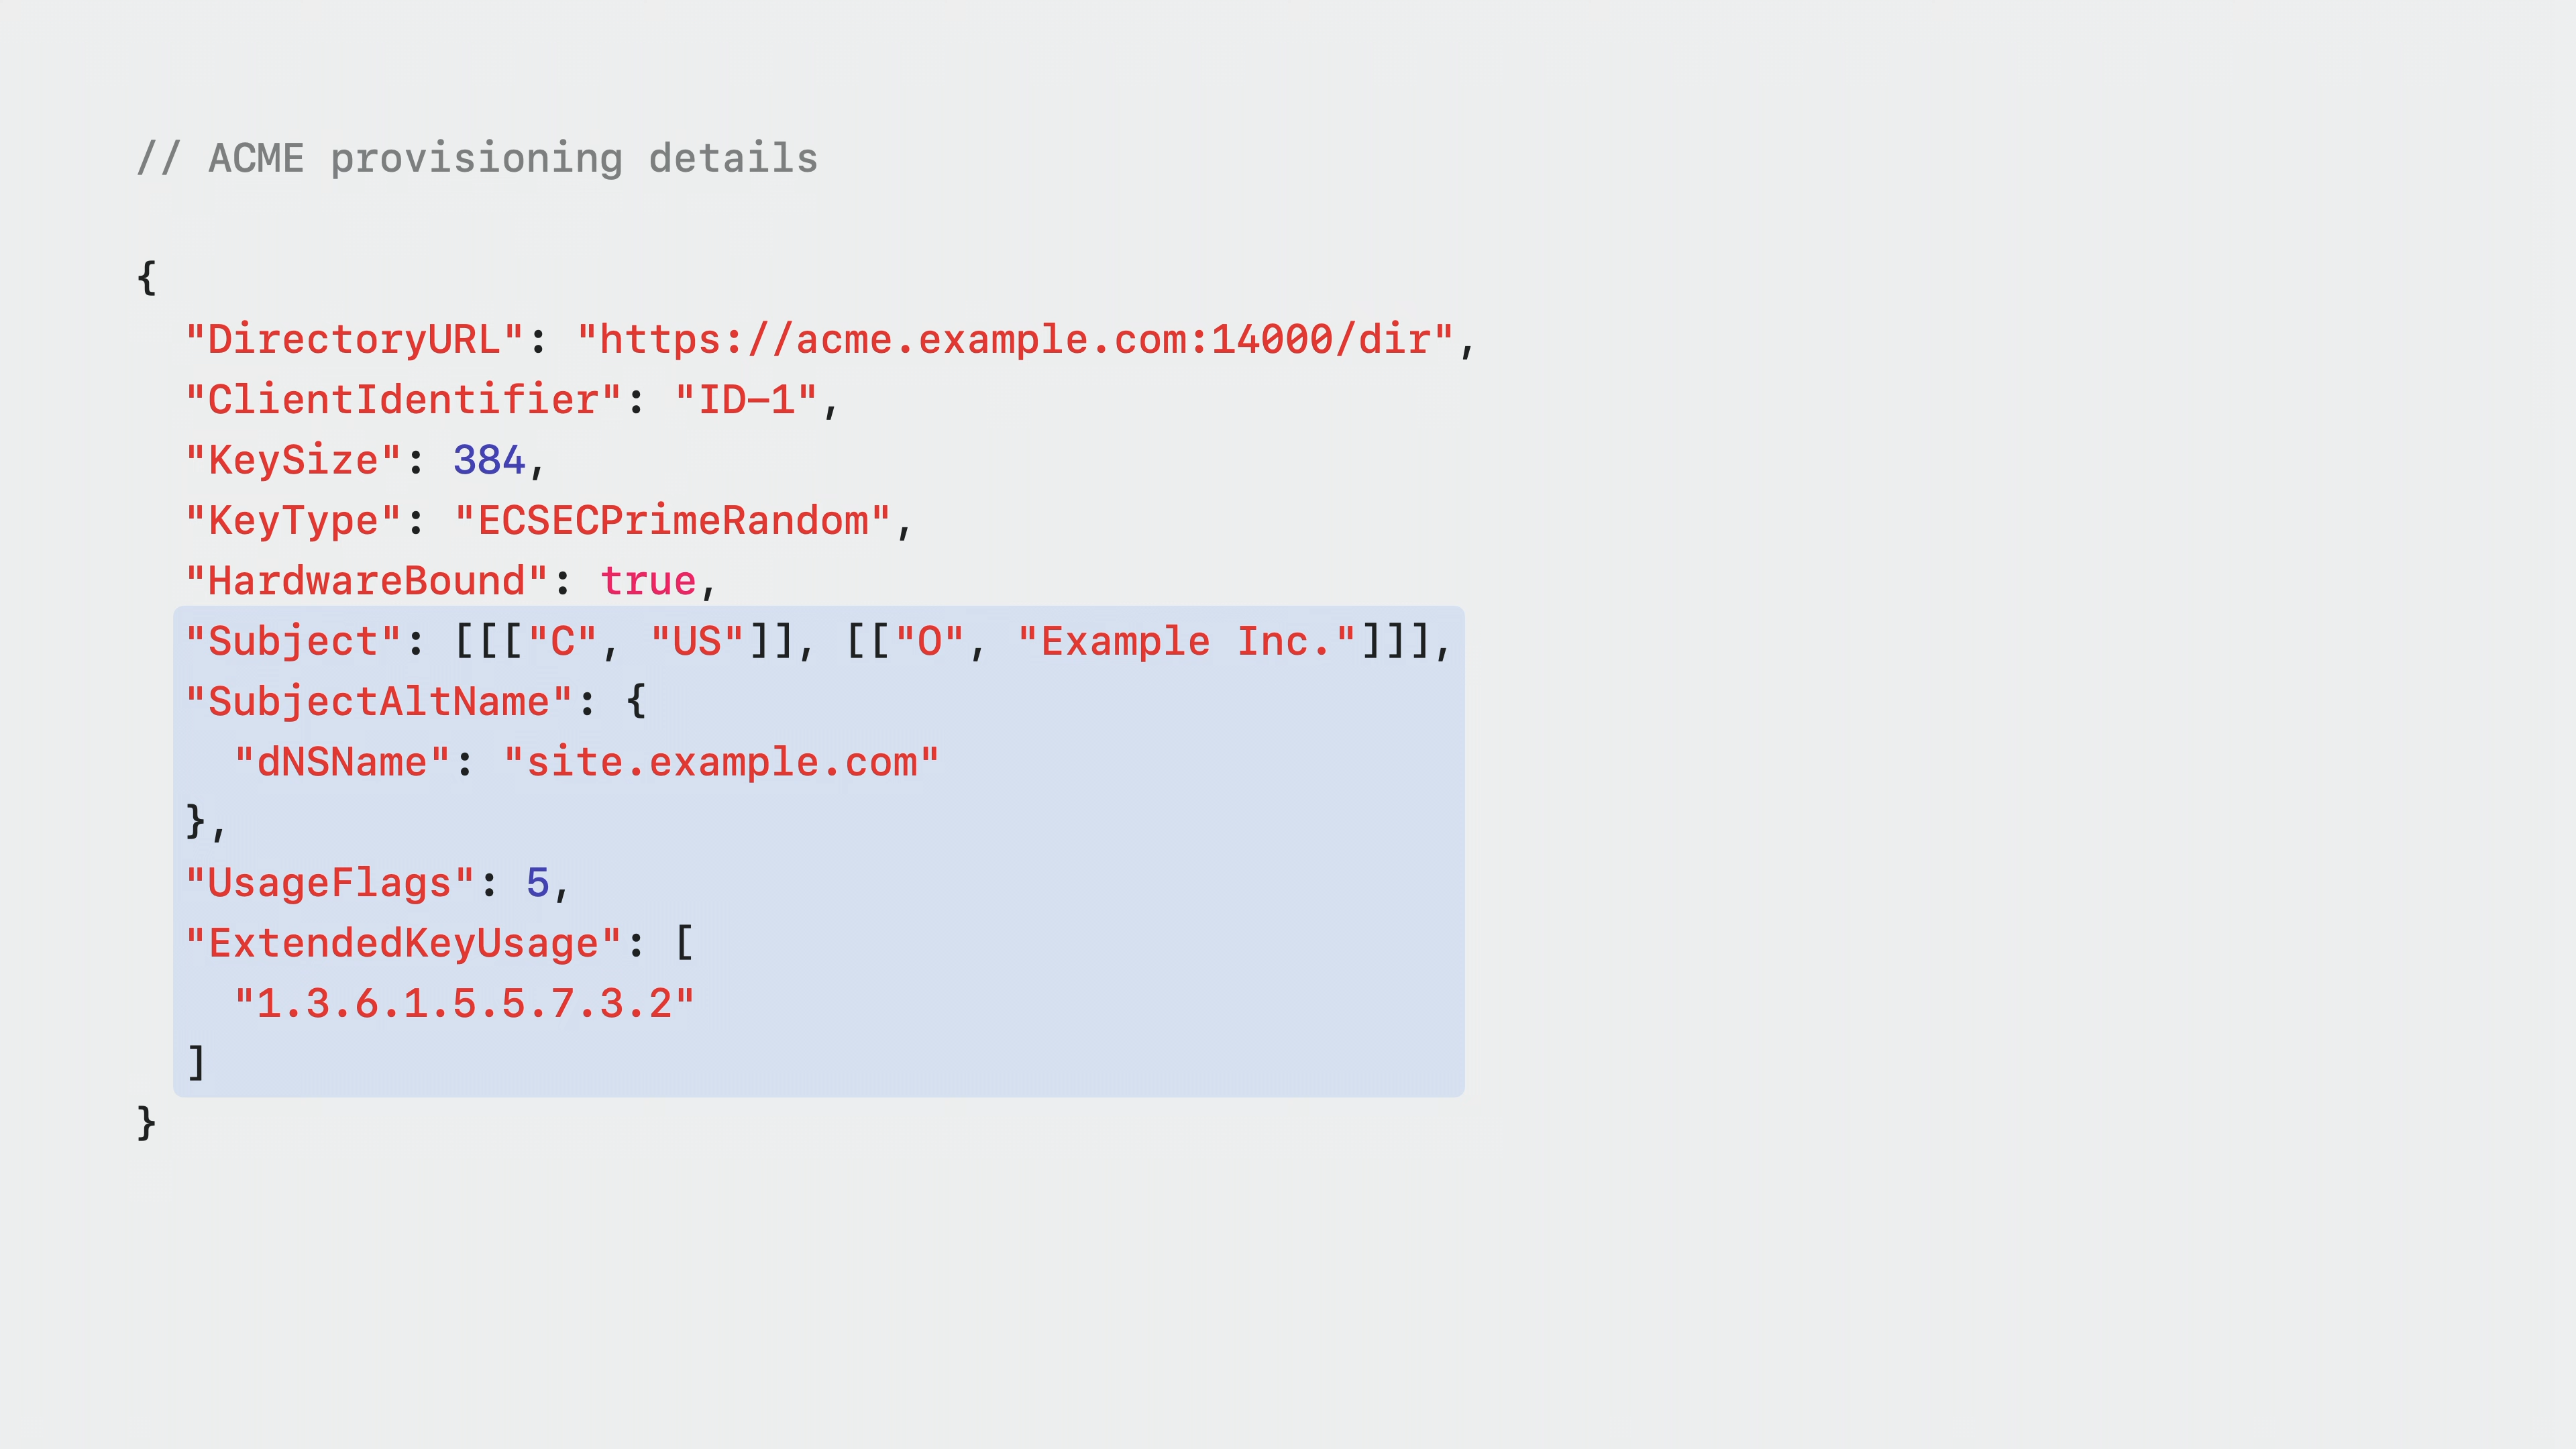 // ACME provisioning details
{
"DirectoryURL": "https://acme.example.com:14000/dir",
"ClientIdentifier": "ID-1",
"KeySize": 384,
"KeyType": "ECSECPrimeRandom",
"HardwareBound": true,
"Subject": [[["C", "US"]], [["O", "Example Inc."]]],
"SubjectAltName": {
"dNSName": "site.example.com"
},
"UsageFlags": 5,
"ExtendedKeyUsage": [
"1.3.6.1.5.5.7.3.2"
]
}